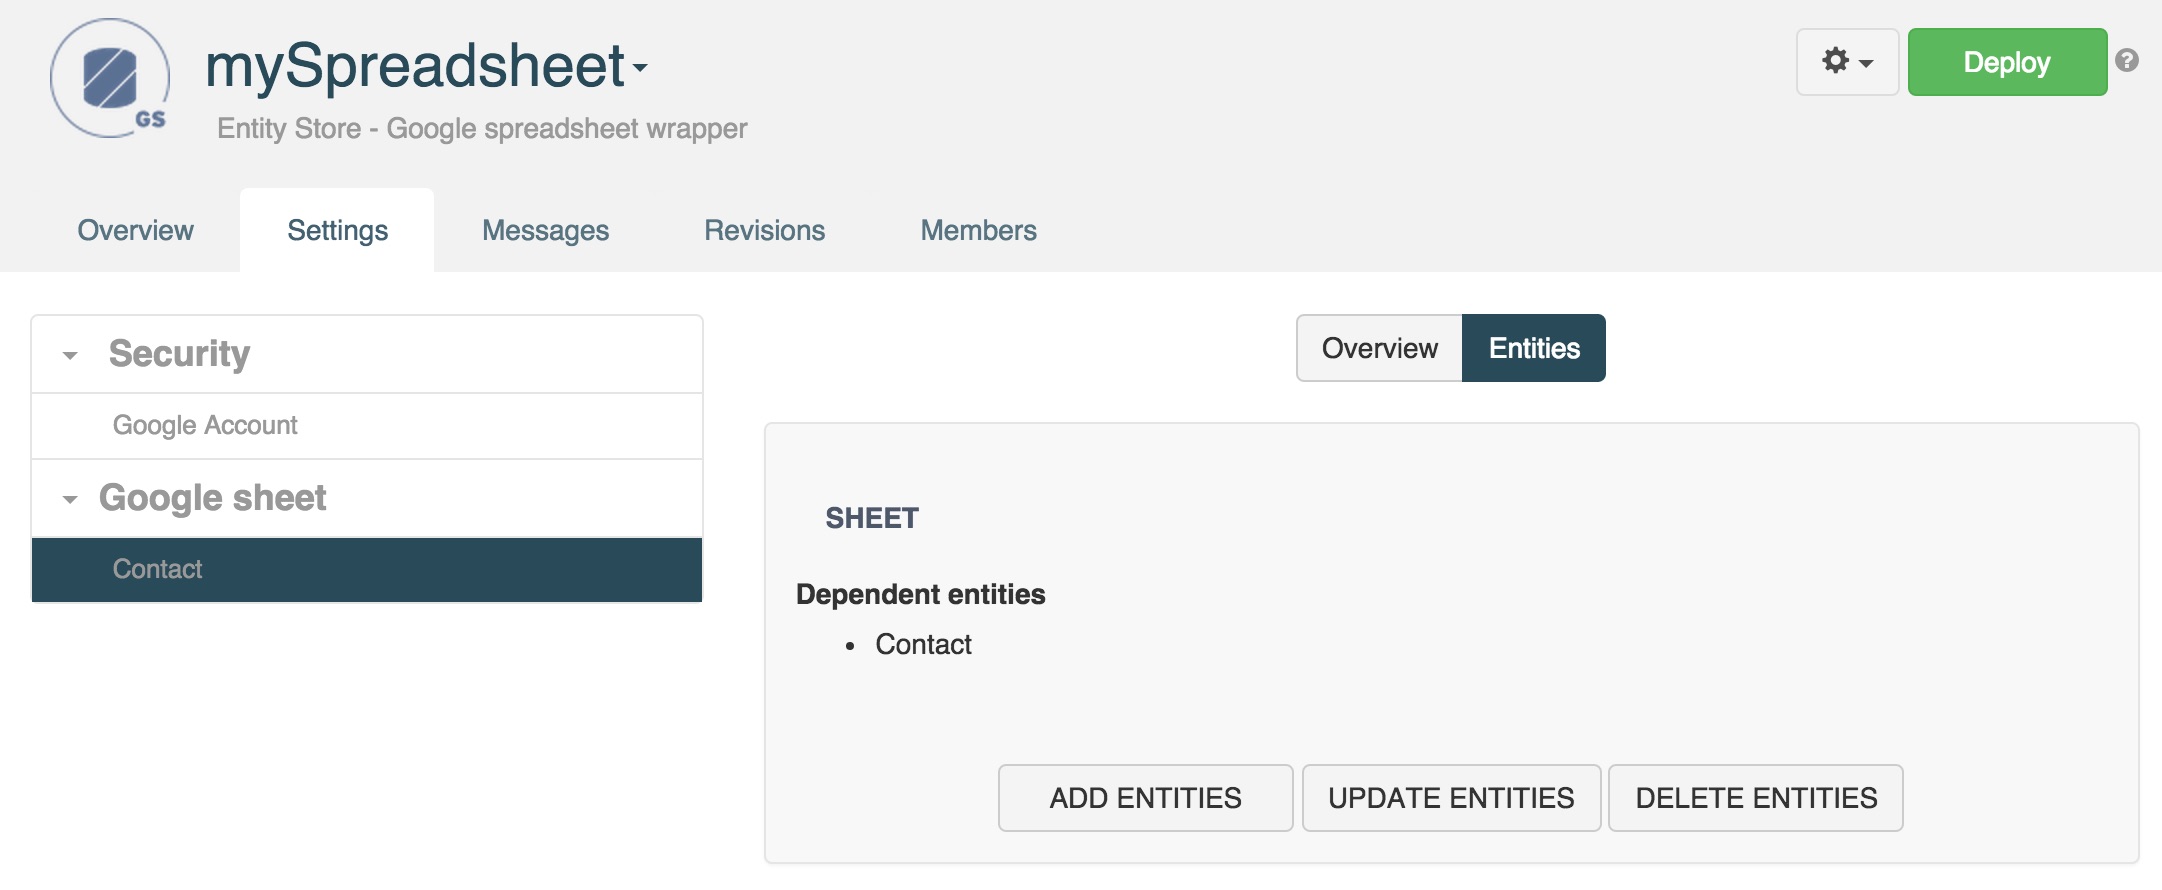 GS
mySpreadsheet
Entity Store - Google spreadsheet wrapper
Deploy
?
Overview Settings Messages Revisions Members
Security
Google Account
Google sheet
Contact
Overview Entities
SHEET
Dependent entities
• Contact
ADD ENTITIES UPDATE ENTITIES DELETE ENTITIES